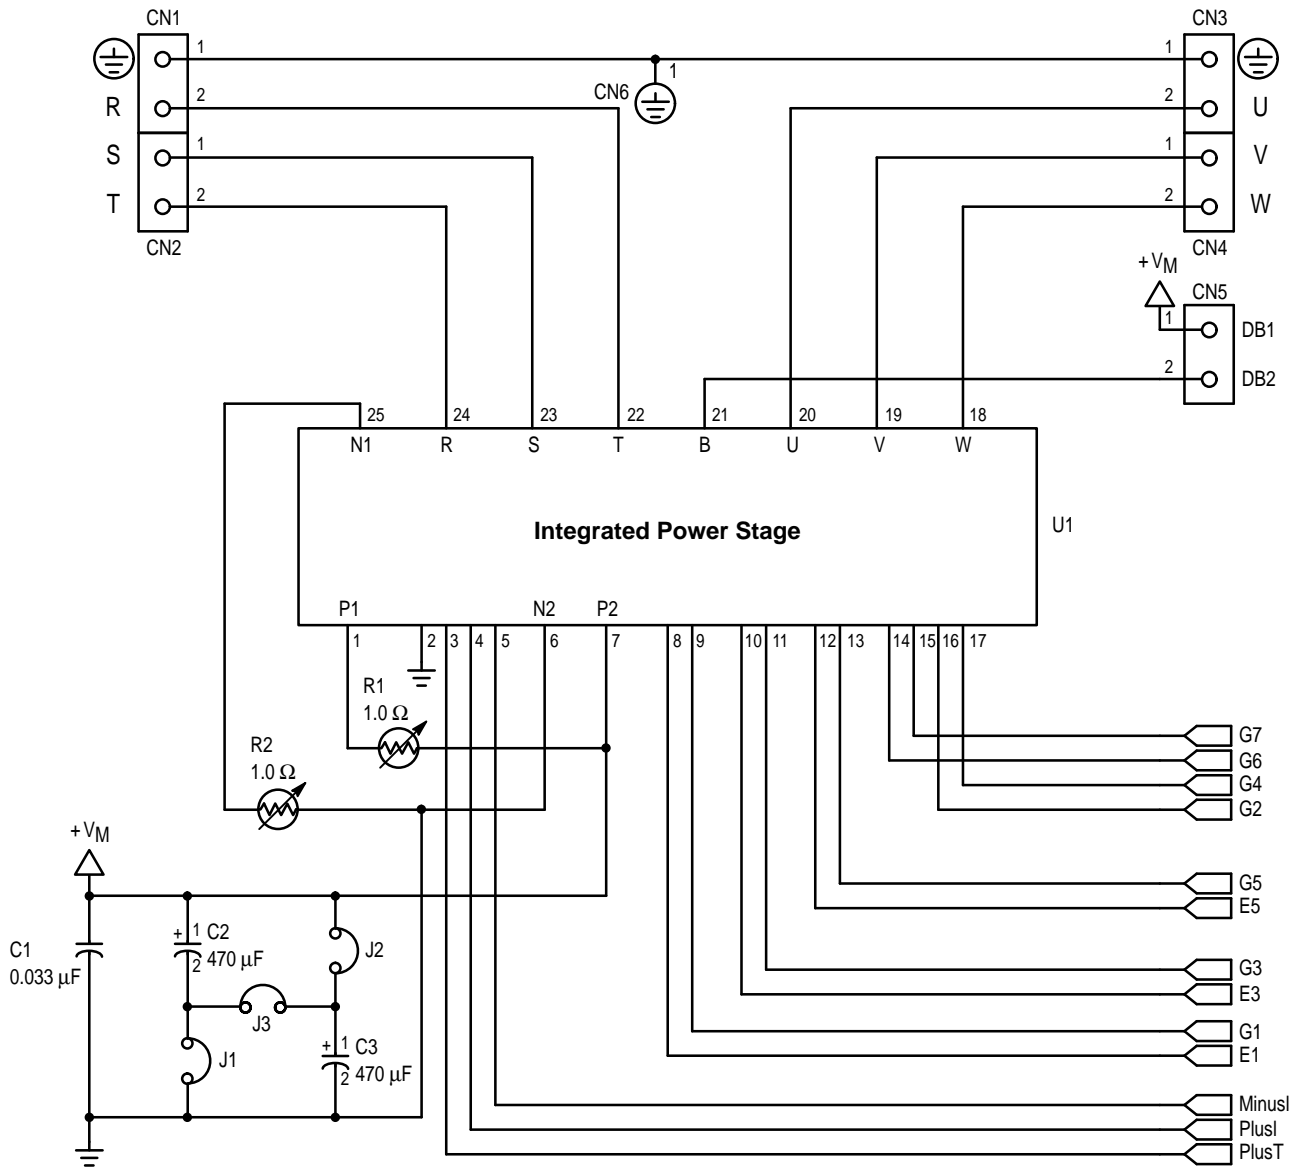 CN1
CN3
1
1
1
CN6
R
2
2
U
S
1
1
V
T
2
2
W
CN2
CN4
+VM
CN5
1
DB1
2
DB2
25
24
23
22
21
20
19
18
N1
R
S
T
B
U
V
W
Integrated Power Stage
U1
P1
N2
P2
1
2
3
4
5
6
7
8
9
10
11
12
13
14
15
16
17
R1
1.0 Ω
R2
1.0 Ω
G7
G6
G4
G2
+VM
G5
E5
C1
0.033 µF
+
1
C2
2
470 µF
J2
G3
E3
J3
G1
E1
J1
+
1
C3
2
470 µF
MinusI
PlusI
PlusT